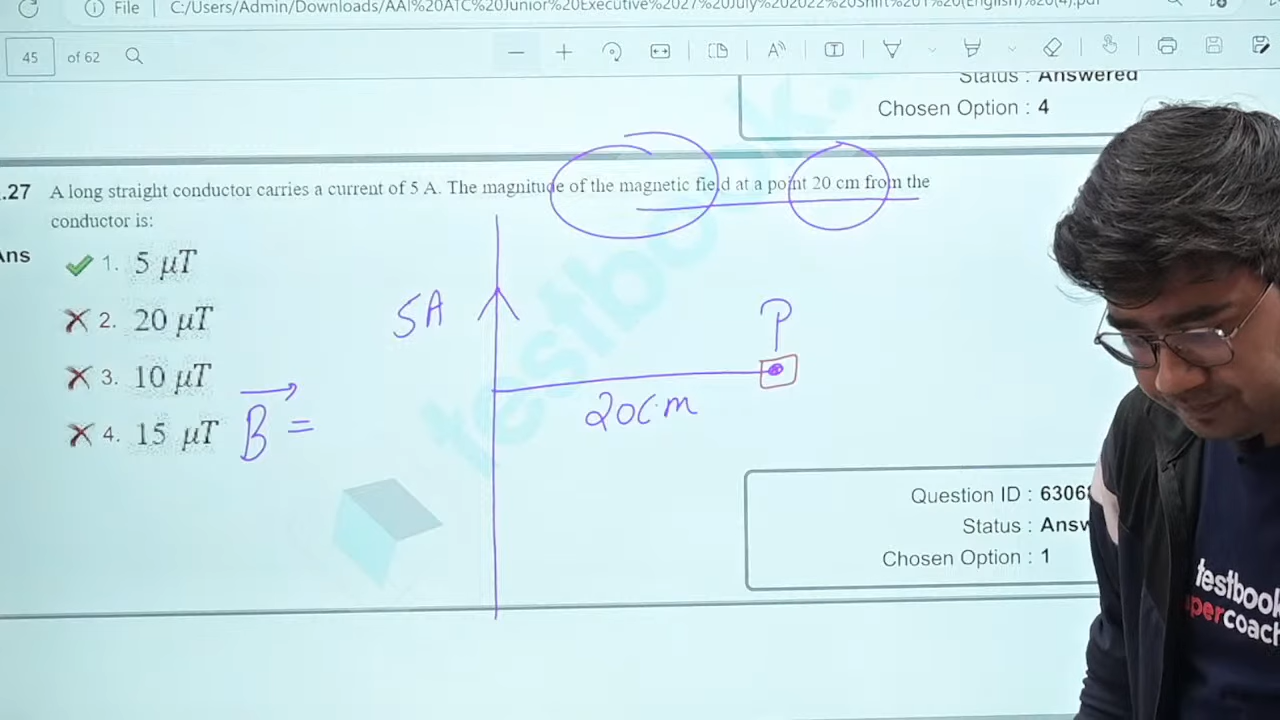 File | C:/Users/Admin/Downloads/AAI%20ATC%20Junior%20Executive%2027%20July%202022%20Shift%201%20(English)%20(4).pdf
45 of 62
Status : Answered
Chosen Option : 4
.27 A long straight conductor carries a current of 5 A. The magnitude of the magnetic field at a point 20 cm from the
conductor is:
Ans
1. 5 μT
2. 20 μT
3. 10 μT
4. 15 μT
5A
P
20cm
B =
testbook.
testbook
Question ID : 6306
Status : Answ
Chosen Option : 1
testbook
percoach